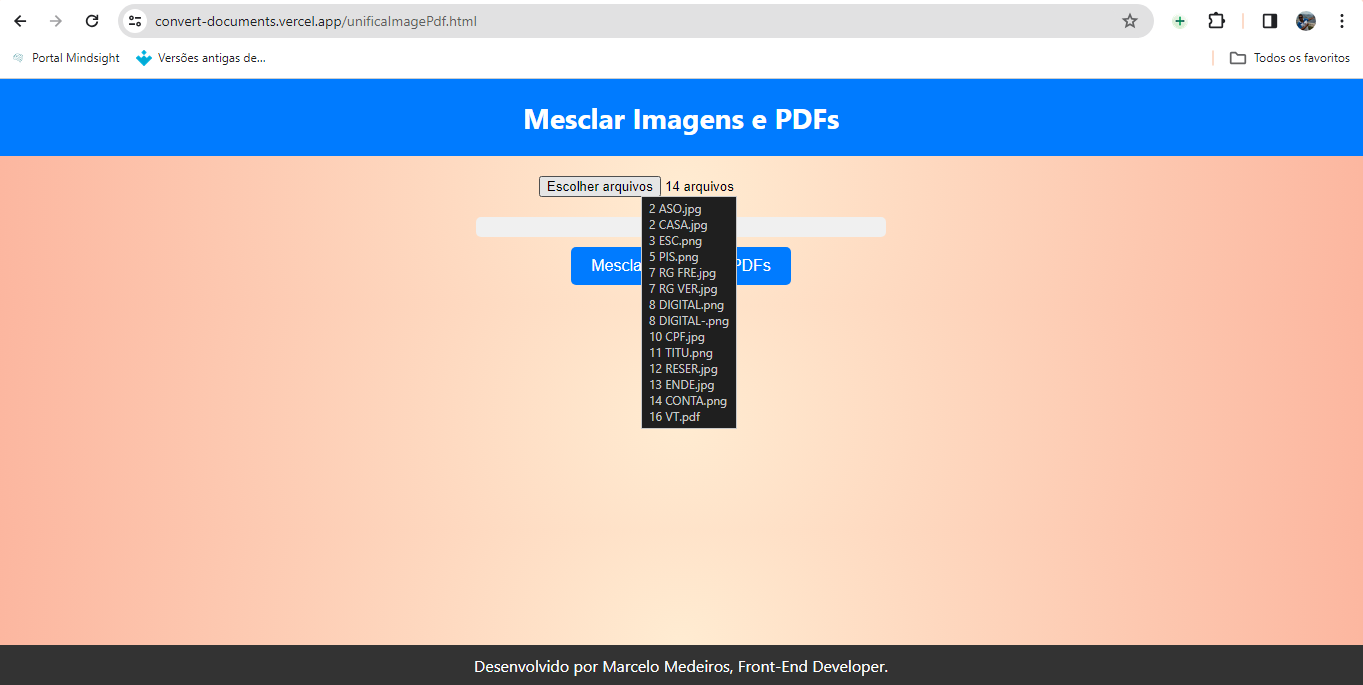 convert-documents.vercel.app/unificaImagePdf.html
Portal Mindsight
Versões antigas de...
Todos os favoritos
Mesclar Imagens e PDFs
Escolher arquivos 14 arquivos
2 ASO.jpg
2 CASA.jpg
3 ESC.png
5 PIS.png
Mescla PDFs
7 RG FRE.jpg
7 RG VER.jpg
8 DIGITAL.png
8 DIGITAL-.png
10 CPF.jpg
11 TITU.png
12 RESER.jpg
13 ENDE.jpg
14 CONTA.png
16 VT.pdf
Desenvolvido por Marcelo Medeiros, Front-End Developer.